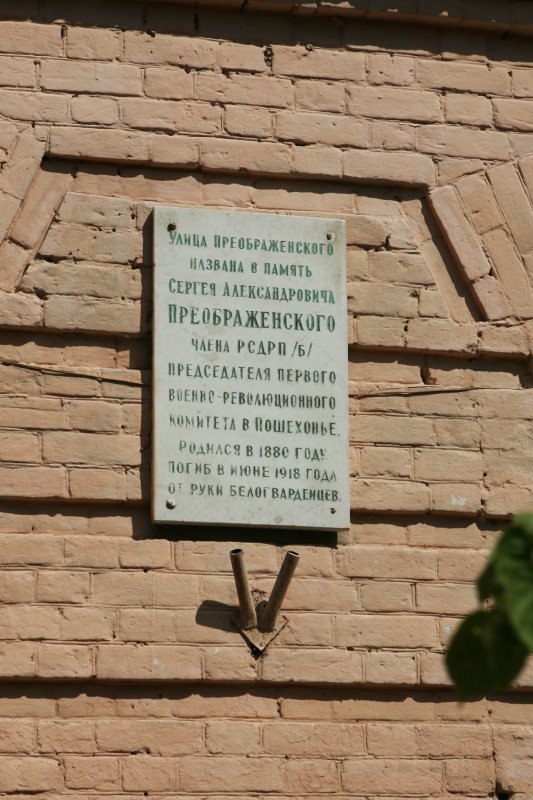 УЛИЦА ПРЕОБРАЖЕНСКОГО
НАЗВАНА В ПАМЯТЬ
СЕРГЕЯ АЛЕКСАНДРОВИЧА
ПРЕОБРАЖЕНСКОГО
ЧЛЕНА РСДРП /Б/
ПРЕДСЕДАТЕЛЯ ПЕРВОГО
ВОЕННО-РЕВОЛЮЦИОННОГО
КОМИТЕТА В ПОШЕХОНЬЕ.
РОДИЛСЯ В 1880 ГОДУ
ПОГИБ В ИЮНЕ 1918 ГОДА
ОТ РУКИ БЕЛОГВАРДЕЙЦЕВ.